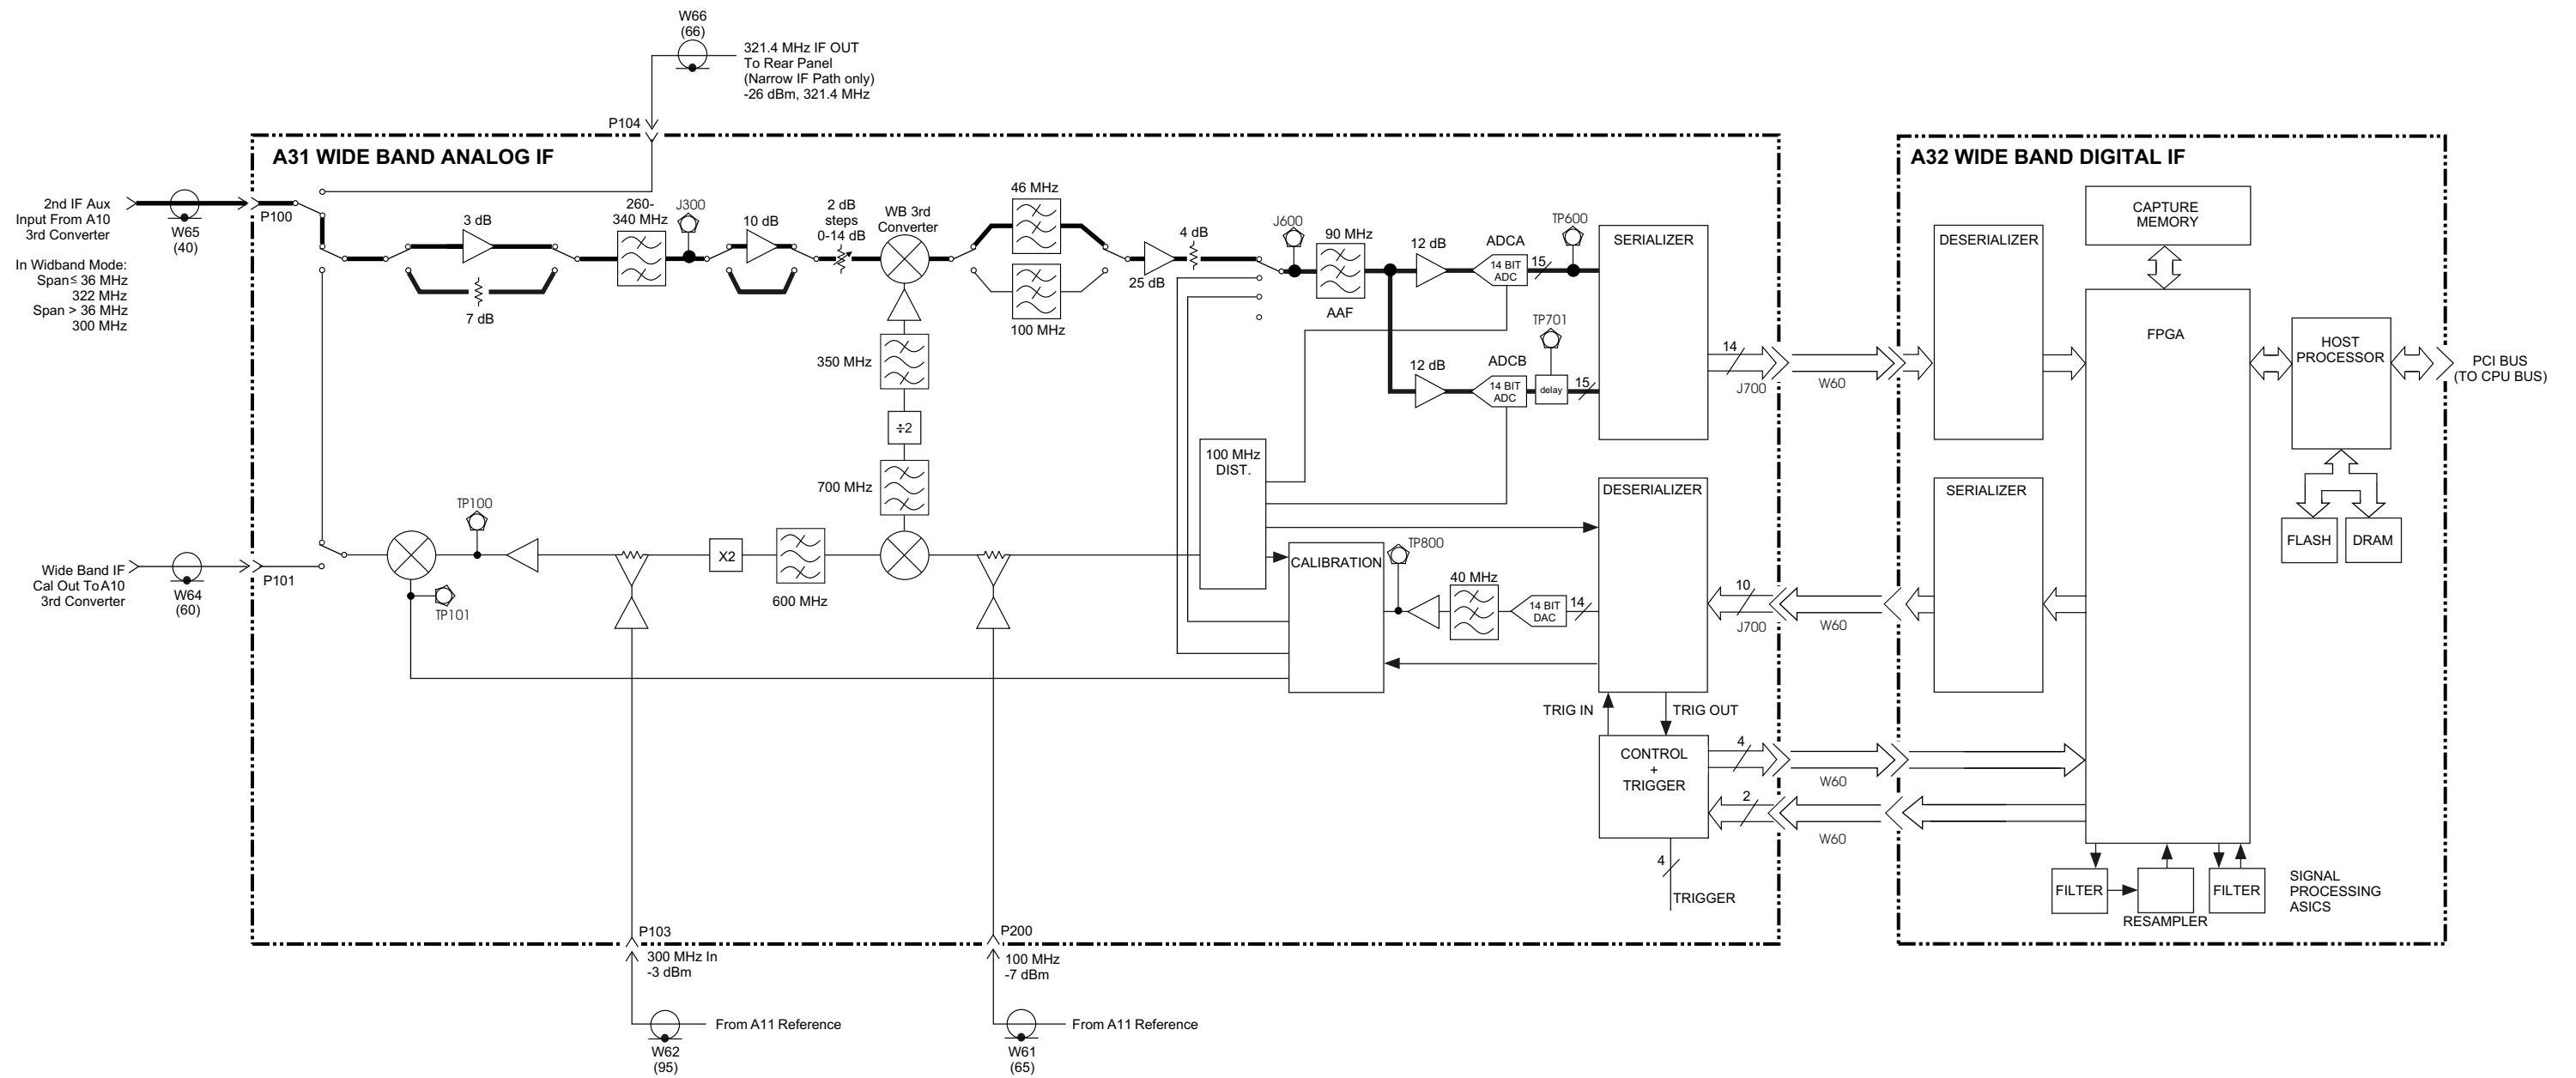 W66
(66)
321.4 MHz IF OUT
To Rear Panel
(Narrow IF Path only)
-26 dBm, 321.4 MHz
P104
A31 WIDE BAND ANALOG IF
2nd IF Aux
Input From A10
3rd Converter
W65
(40)
P100
In Widband Mode:
Span≤ 36 MHz
322 MHz
Span > 36 MHz
300 MHz
3 dB
7 dB
260-
340 MHz
J300
10 dB
2 dB
steps
0-14 dB
WB 3rd
Converter
46 MHz
100 MHz
25 dB
4 dB
J600
90 MHz
AAF
12 dB
ADCA
14 BIT
ADC
15
TP600
SERIALIZER
12 dB
ADCB
14 BIT
ADC
TP701
delay
15
14
J700
W60
350 MHz
÷2
700 MHz
100 MHz
DIST.
Wide Band IF
Cal Out To A10
3rd Converter
W64
(60)
P101
TP100
TP101
X2
600 MHz
CALIBRATION
TP800
40 MHz
14 BIT
DAC
14
DESERIALIZER
10
J700
W60
TRIG IN
TRIG OUT
CONTROL
+
TRIGGER
4
W60
2
W60
4
TRIGGER
P103
300 MHz In
-3 dBm
W62
(95)
From A11 Reference
P200
100 MHz
-7 dBm
W61
(65)
From A11 Reference
A32 WIDE BAND DIGITAL IF
DESERIALIZER
CAPTURE
MEMORY
FPGA
HOST
PROCESSOR
PCI BUS
(TO CPU BUS)
FLASH
DRAM
SERIALIZER
FILTER
RESAMPLER
FILTER
SIGNAL
PROCESSING
ASICS